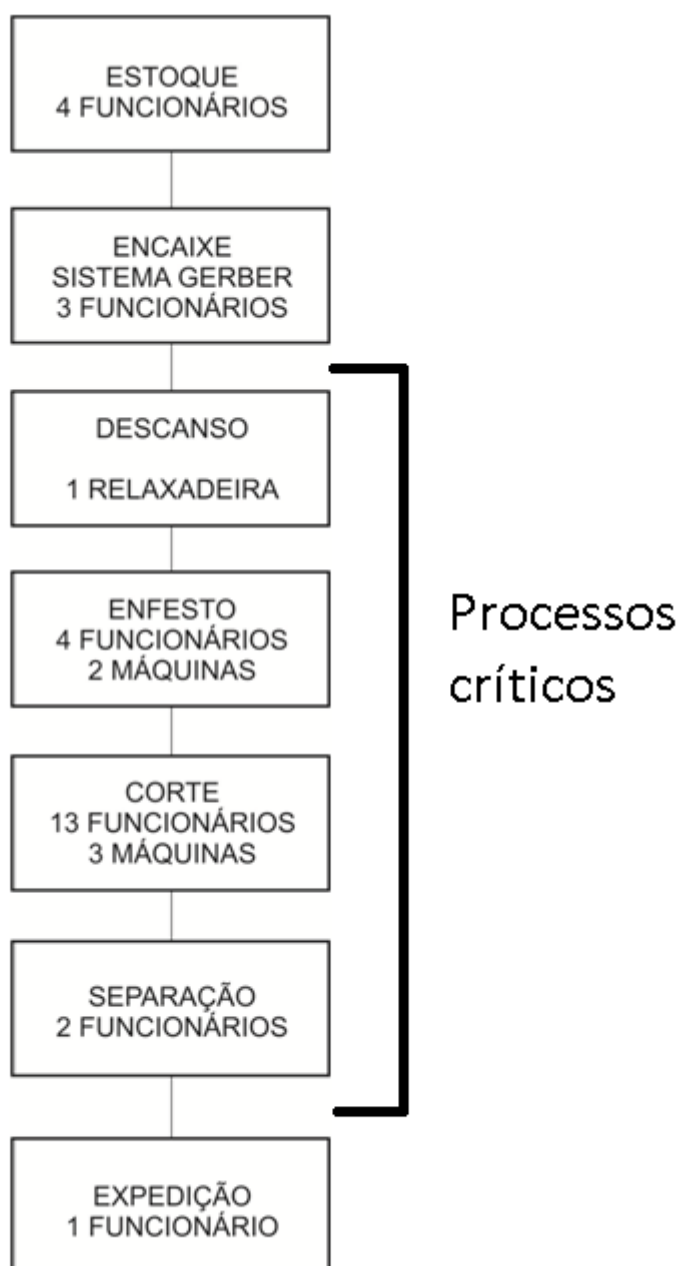 ESTOQUE
4 FUNCIONÁRIOS
ENCAIXE
SISTEMA GERBER
3 FUNCIONÁRIOS
DESCANSO
1 RELAXADEIRA
ENFESTO
4 FUNCIONÁRIOS
2 MÁQUINAS
CORTE
13 FUNCIONÁRIOS
3 MÁQUINAS
SEPARAÇÃO
2 FUNCIONÁRIOS
EXPEDIÇÃO
1 FUNCIONÁRIO
Processos
críticos